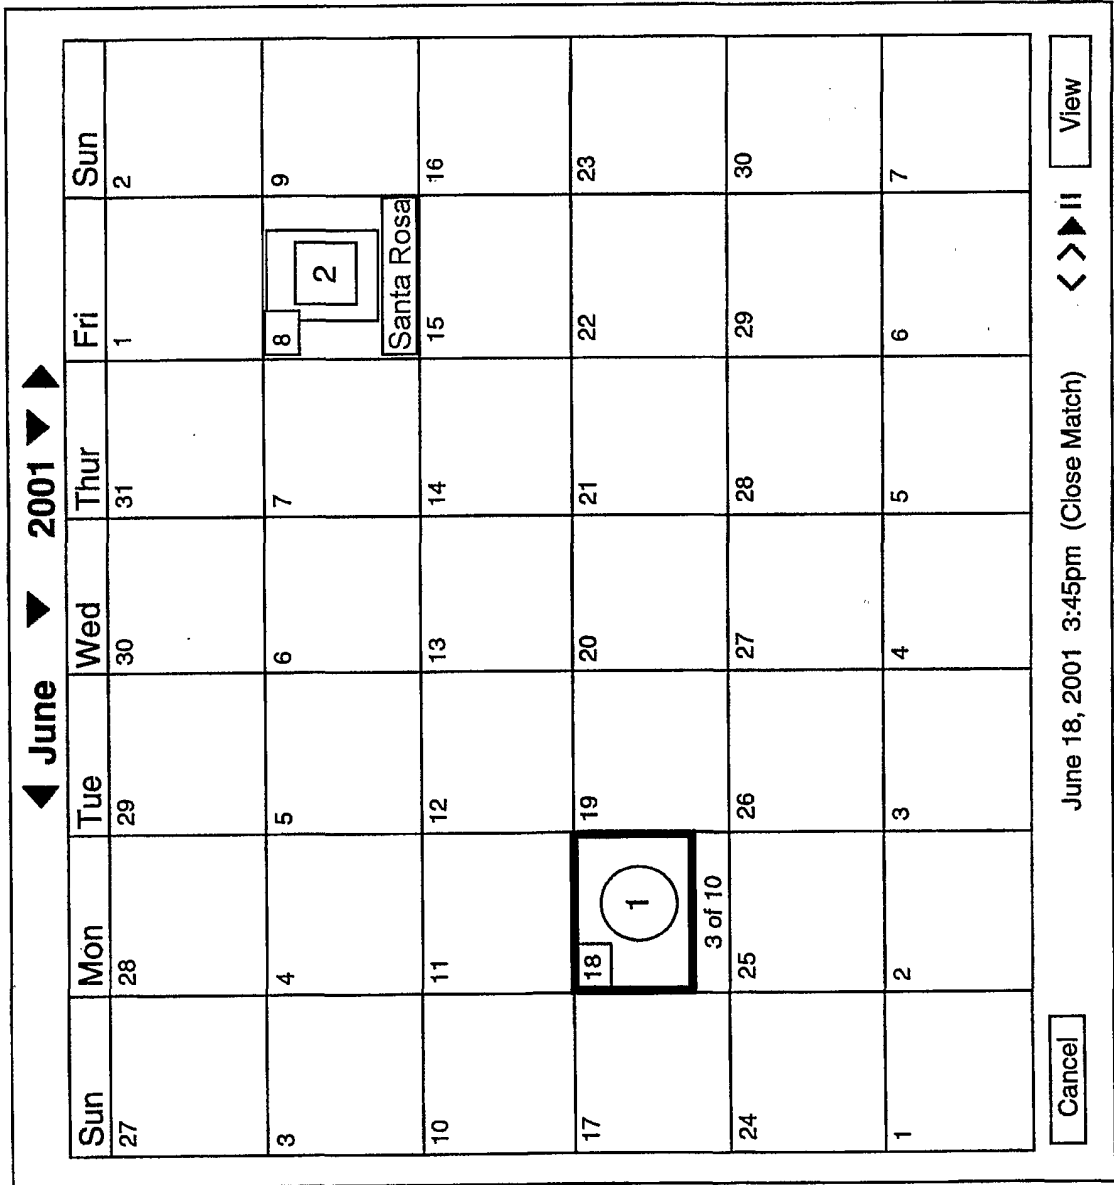 June 2001
Sun Mon Tue Wed Thur Fri Sun
27 28 29 30 31 1 2
3 4 5 6 7 8 9
2
Santa Rosa
10 11 12 13 14 15 16
17 18 19 20 21 22 23
1
3 of 10
24 25 26 27 28 29 30
1 2 3 4 5 6 7
Cancel June 18, 2001 3:45pm (Close Match) < > View